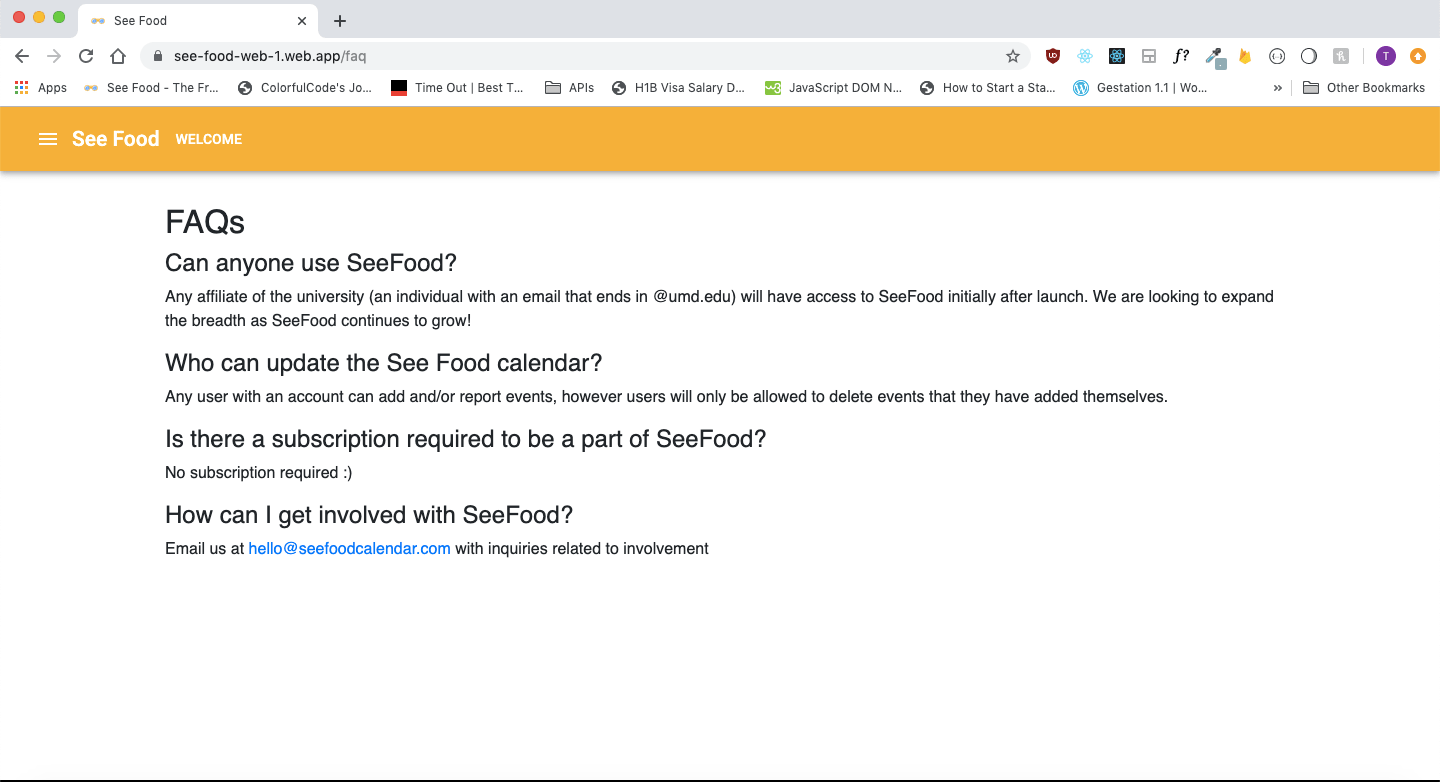 See Food
see-food-web-1.web.app/faq
f?
T
Apps
See Food - The Fr...
ColorfulCode's Jo...
Time Out | Best T...
APIs
H1B Visa Salary D...
JavaScript DOM N...
How to Start a Sta...
Gestation 1.1 | Wo...
»
Other Bookmarks
See Food WELCOME
FAQs
Can anyone use SeeFood?
Any affiliate of the university (an individual with an email that ends in @umd.edu) will have access to SeeFood initially after launch. We are looking to expand
the breadth as SeeFood continues to grow!
Who can update the See Food calendar?
Any user with an account can add and/or report events, however users will only be allowed to delete events that they have added themselves.
Is there a subscription required to be a part of SeeFood?
No subscription required :)
How can I get involved with SeeFood?
Email us at hello@seefoodcalendar.com with inquiries related to involvement